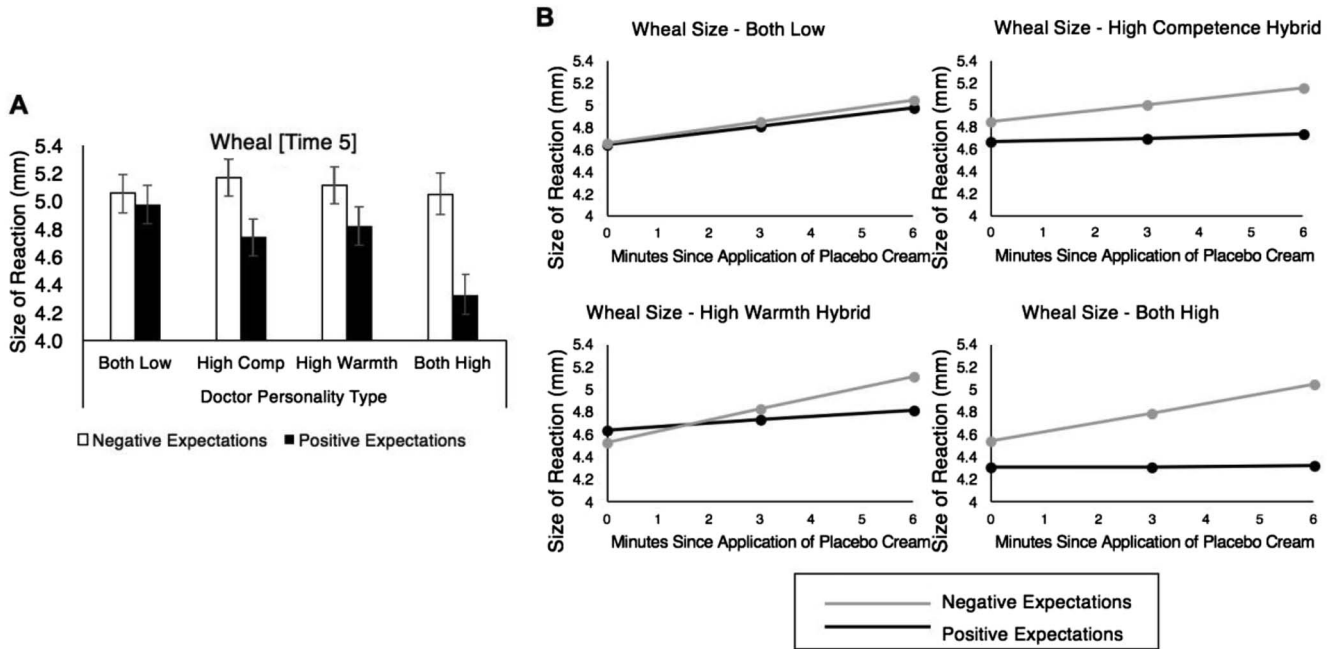 A
Wheal [Time 5]
Size of Reaction (mm)
5.2
5.0
4.8
4.6
4.4
4.2
4.0
Both Low High Comp High Warmth Both High
Doctor Personality Type
Negative Expectations Positive Expectations
B
Wheal Size - Both Low
Size of Reaction (mm)
5.4
5.2
5
4.8
4.6
4.4
4.2
4
0 1 2 3 4 5 6
Minutes Since Application of Placebo Cream
Wheal Size - High Competence Hybrid
Size of Reaction (mm)
5.4
5.2
5
4.8
4.6
4.4
4.2
4
0 1 2 3 4 5 6
Minutes Since Application of Placebo Cream
Wheal Size - High Warmth Hybrid
Size of Reaction (mm)
5.4
5.2
5
4.8
4.6
4.4
4.2
4
0 1 2 3 4 5 6
Minutes Since Application of Placebo Cream
Wheal Size - Both High
Size of Reaction (mm)
5.4
5.2
5
4.8
4.6
4.4
4.2
4
0 1 2 3 4 5 6
Minutes Since Application of Placebo Cream
Negative Expectations
Positive Expectations